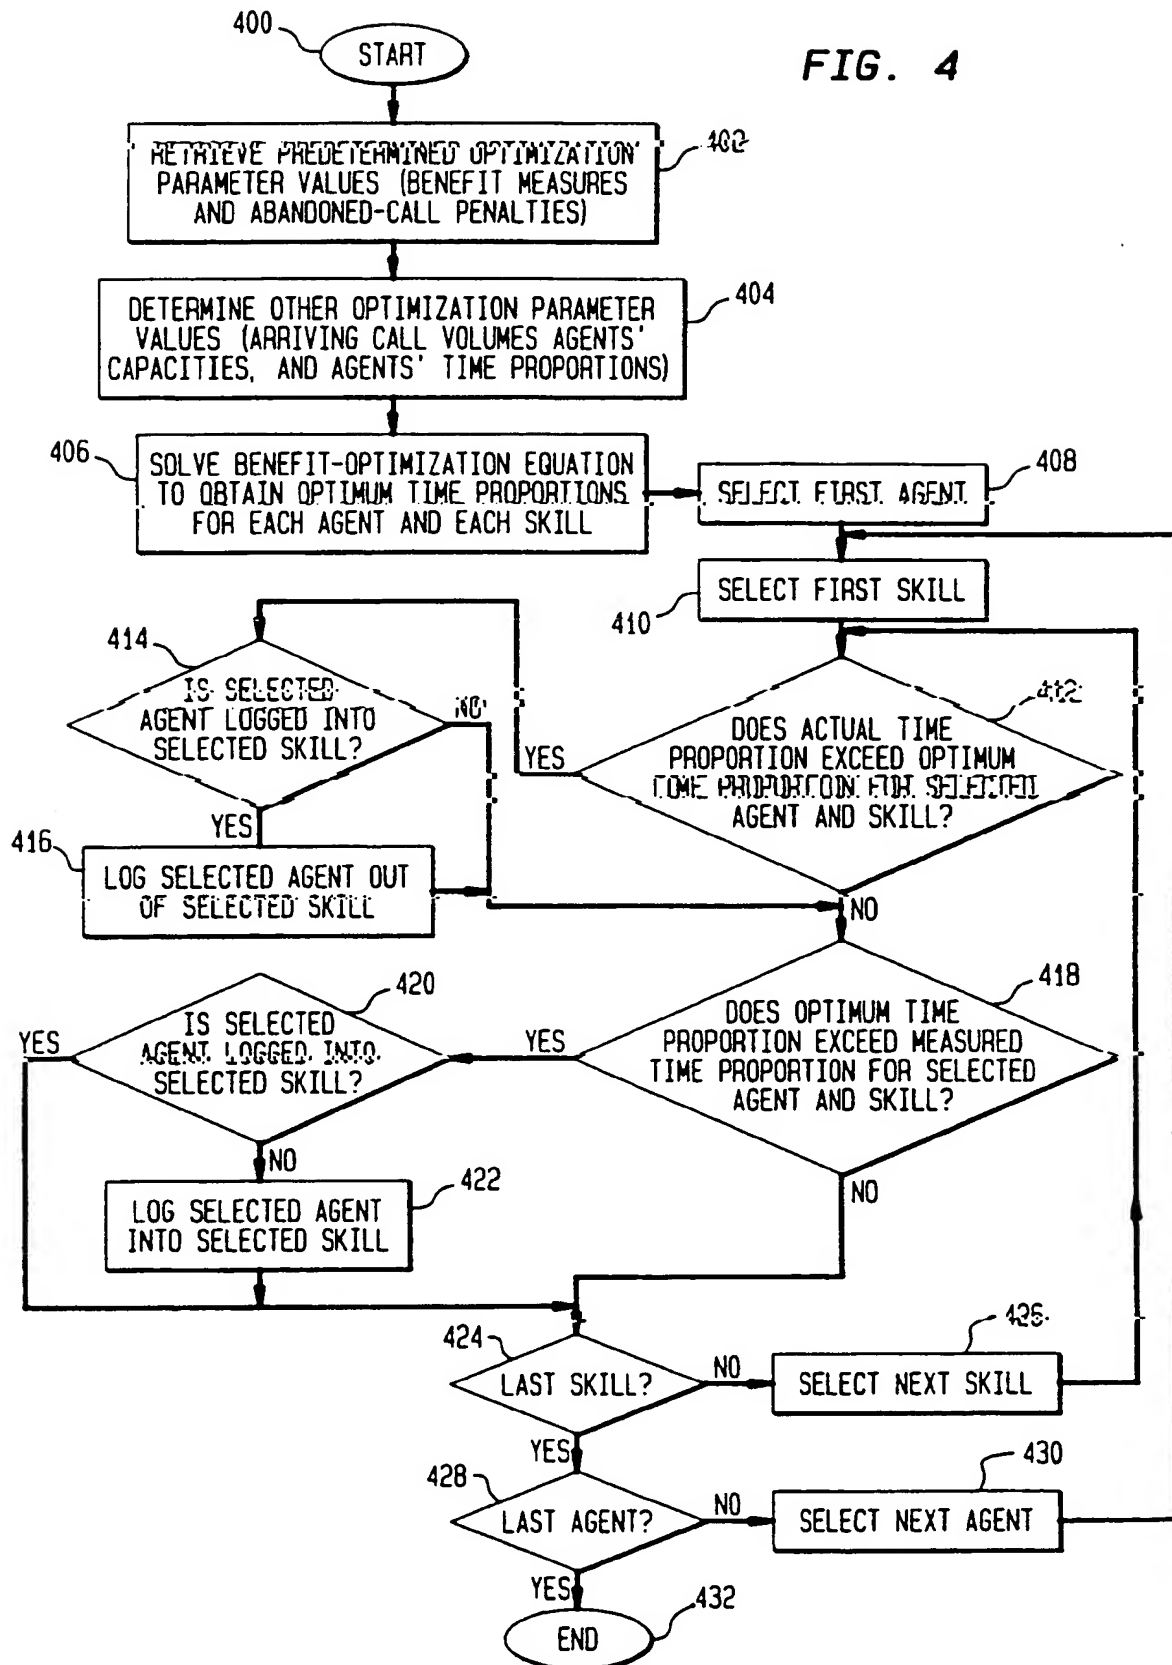 400
START
FIG. 4
RETRIEVE PREDETERMINED OPTIMIZATION
PARAMETER VALUES (BENEFIT MEASURES
AND ABANDONED-CALL PENALTIES)
402
DETERMINE OTHER OPTIMIZATION PARAMETER
VALUES (ARRIVING CALL VOLUMES AGENTS'
CAPACITIES, AND AGENTS' TIME PROPORTIONS)
404
406
SOLVE BENEFIT-OPTIMIZATION EQUATION
TO OBTAIN OPTIMUM TIME PROPORTIONS
FOR EACH AGENT AND EACH SKILL
408
SELECT FIRST AGENT
SELECT FIRST SKILL
410
412
DOES ACTUAL TIME
PROPORTION EXCEED OPTIMUM
TIME PROPORTION FOR SELECTED
AGENT AND SKILL?
YES
NO
414
IS SELECTED
AGENT LOGGED INTO
SELECTED SKILL?
NO
YES
416
LOG SELECTED AGENT OUT
OF SELECTED SKILL
418
DOES OPTIMUM TIME
PROPORTION EXCEED MEASURED
TIME PROPORTION FOR SELECTED
AGENT AND SKILL?
YES
NO
420
IS SELECTED
AGENT LOGGED INTO
SELECTED SKILL?
YES
NO
422
LOG SELECTED AGENT
INTO SELECTED SKILL
424
LAST SKILL?
NO
YES
426
SELECT NEXT SKILL
428
LAST AGENT?
NO
YES
430
SELECT NEXT AGENT
432
END